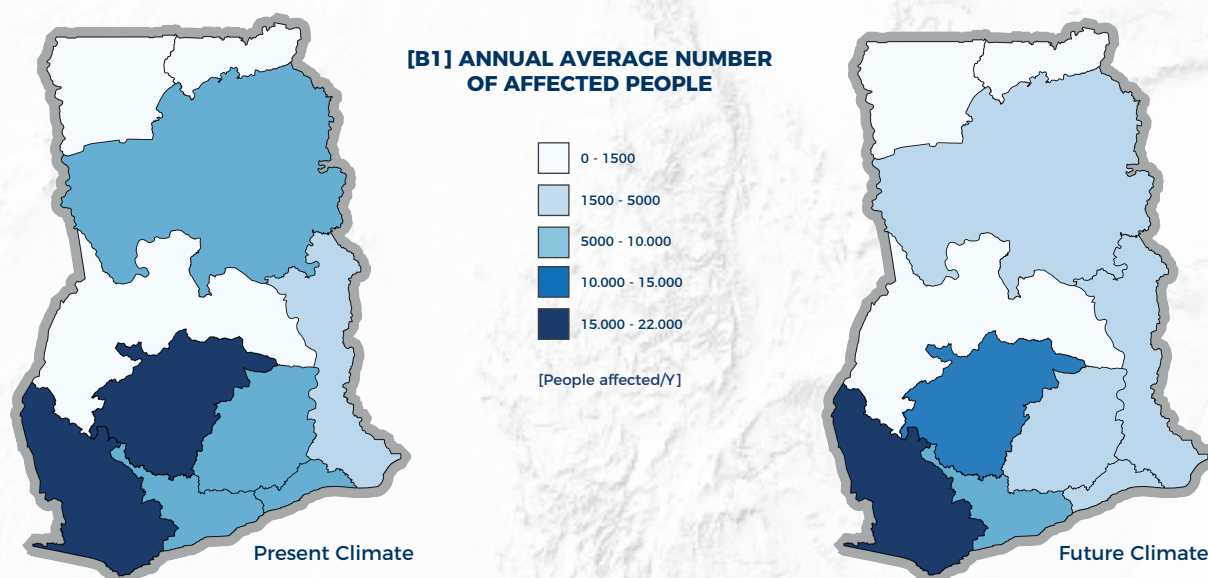 [B1] ANNUAL AVERAGE NUMBER
OF AFFECTED PEOPLE
0 - 1500
1500 - 5000
5000 - 10.000
10.000 - 15.000
15.000 - 22.000
[People affected/Y]
Present Climate
Future Climate